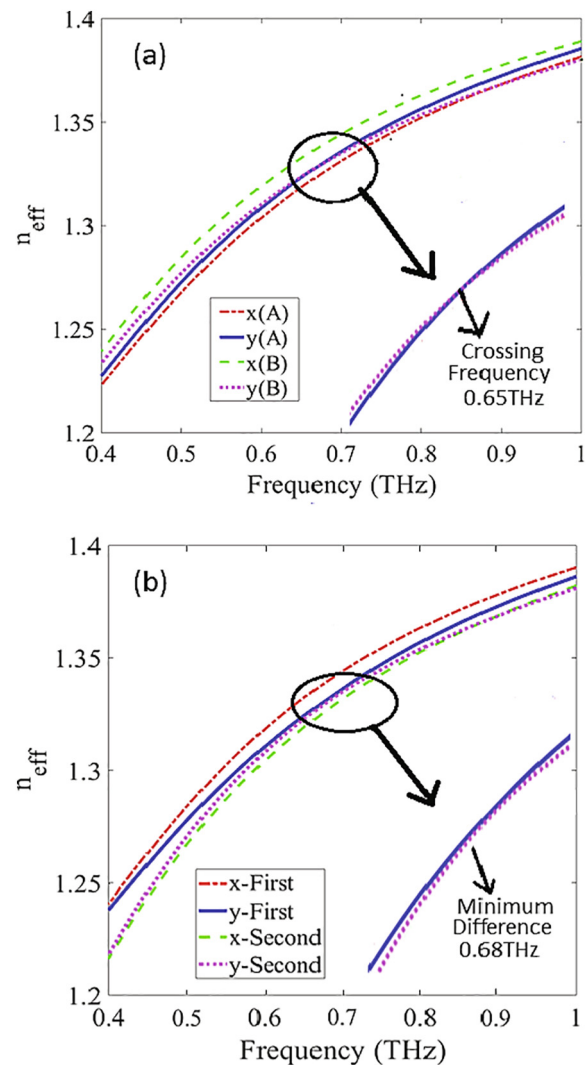 (a)
1.4
1.35
1.3
1.25
1.2
n_eff
x(A)
y(A)
x(B)
y(B)
Crossing
Frequency
0.65THz
0.4 0.5 0.6 0.7 0.8 0.9 1
Frequency (THz)
(b)
1.4
1.35
1.3
1.25
1.2
n_eff
x-First
y-First
x-Second
y-Second
Minimum
Difference
0.68THz
0.4 0.5 0.6 0.7 0.8 0.9 1
Frequency (THz)